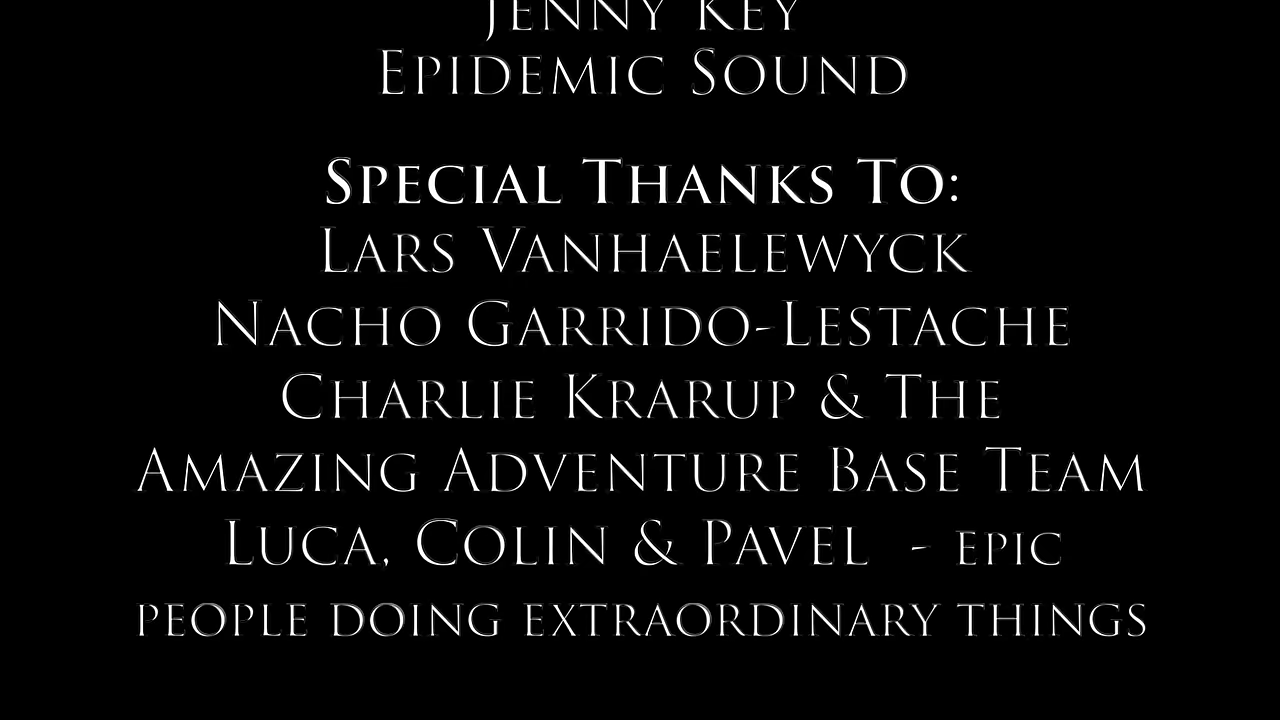 Jenny Key
Epidemic Sound
Special Thanks To:
Lars Vanhaelewyck
Nacho Garrido-Lestache
Charlie Krarup & The
Amazing Adventure Base Team
Luca, Colin & Pavel - epic
people doing extraordinary things